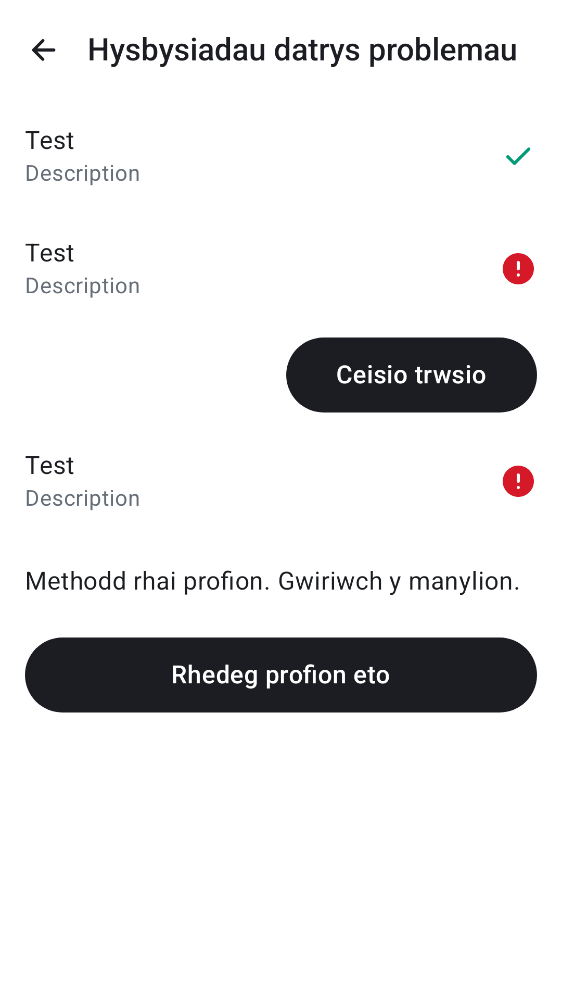 Hysbysiadau datrys problemau
Test
Description
Test
Description
Ceisio trwsio
Test
Description
Methodd rhai profion. Gwiriwch y manylion.
Rhedeg profion eto